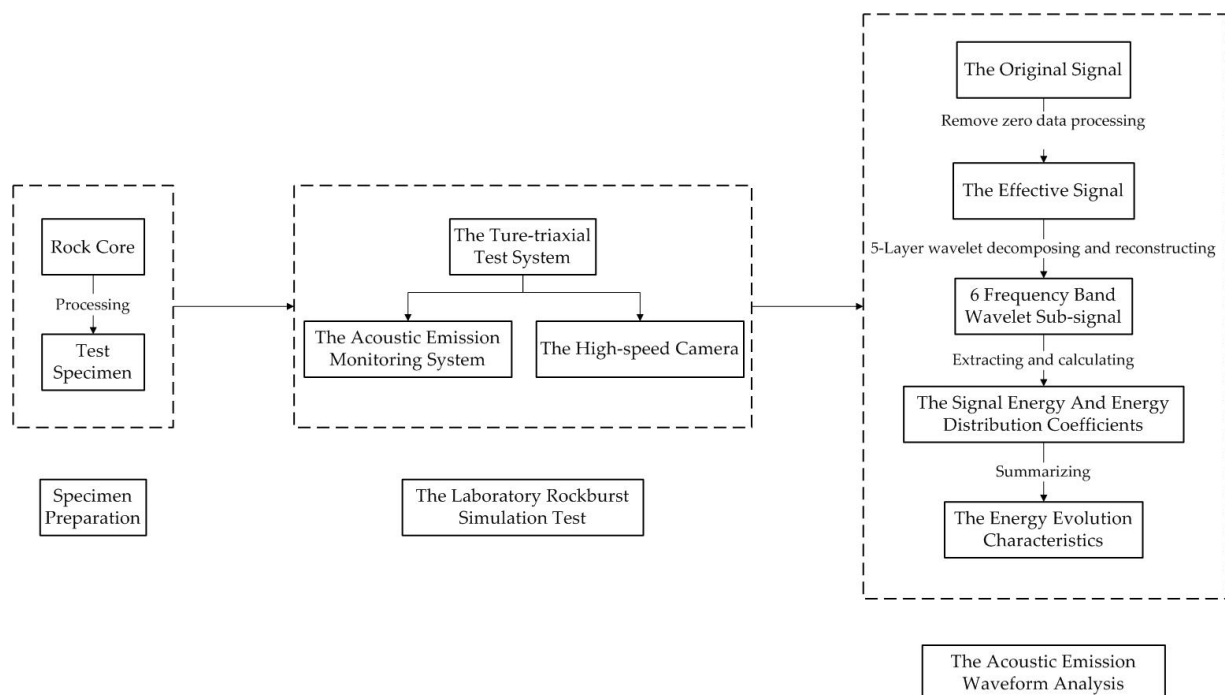 Rock Core
Processing
Test
Specimen
Specimen
Preparation
The Ture-triaxial
Test System
The Acoustic Emission
Monitoring System
The High-speed Camera
The Laboratory Rockburst
Simulation Test
The Original Signal
Remove zero data processing
The Effective Signal
5-Layer wavelet decomposing and reconstructing
6 Frequency Band
Wavelet Sub-signal
Extracting and calculating
The Signal Energy And Energy
Distribution Coefficients
Summarizing
The Energy Evolution
Characteristics
The Acoustic Emission
Waveform Analysis